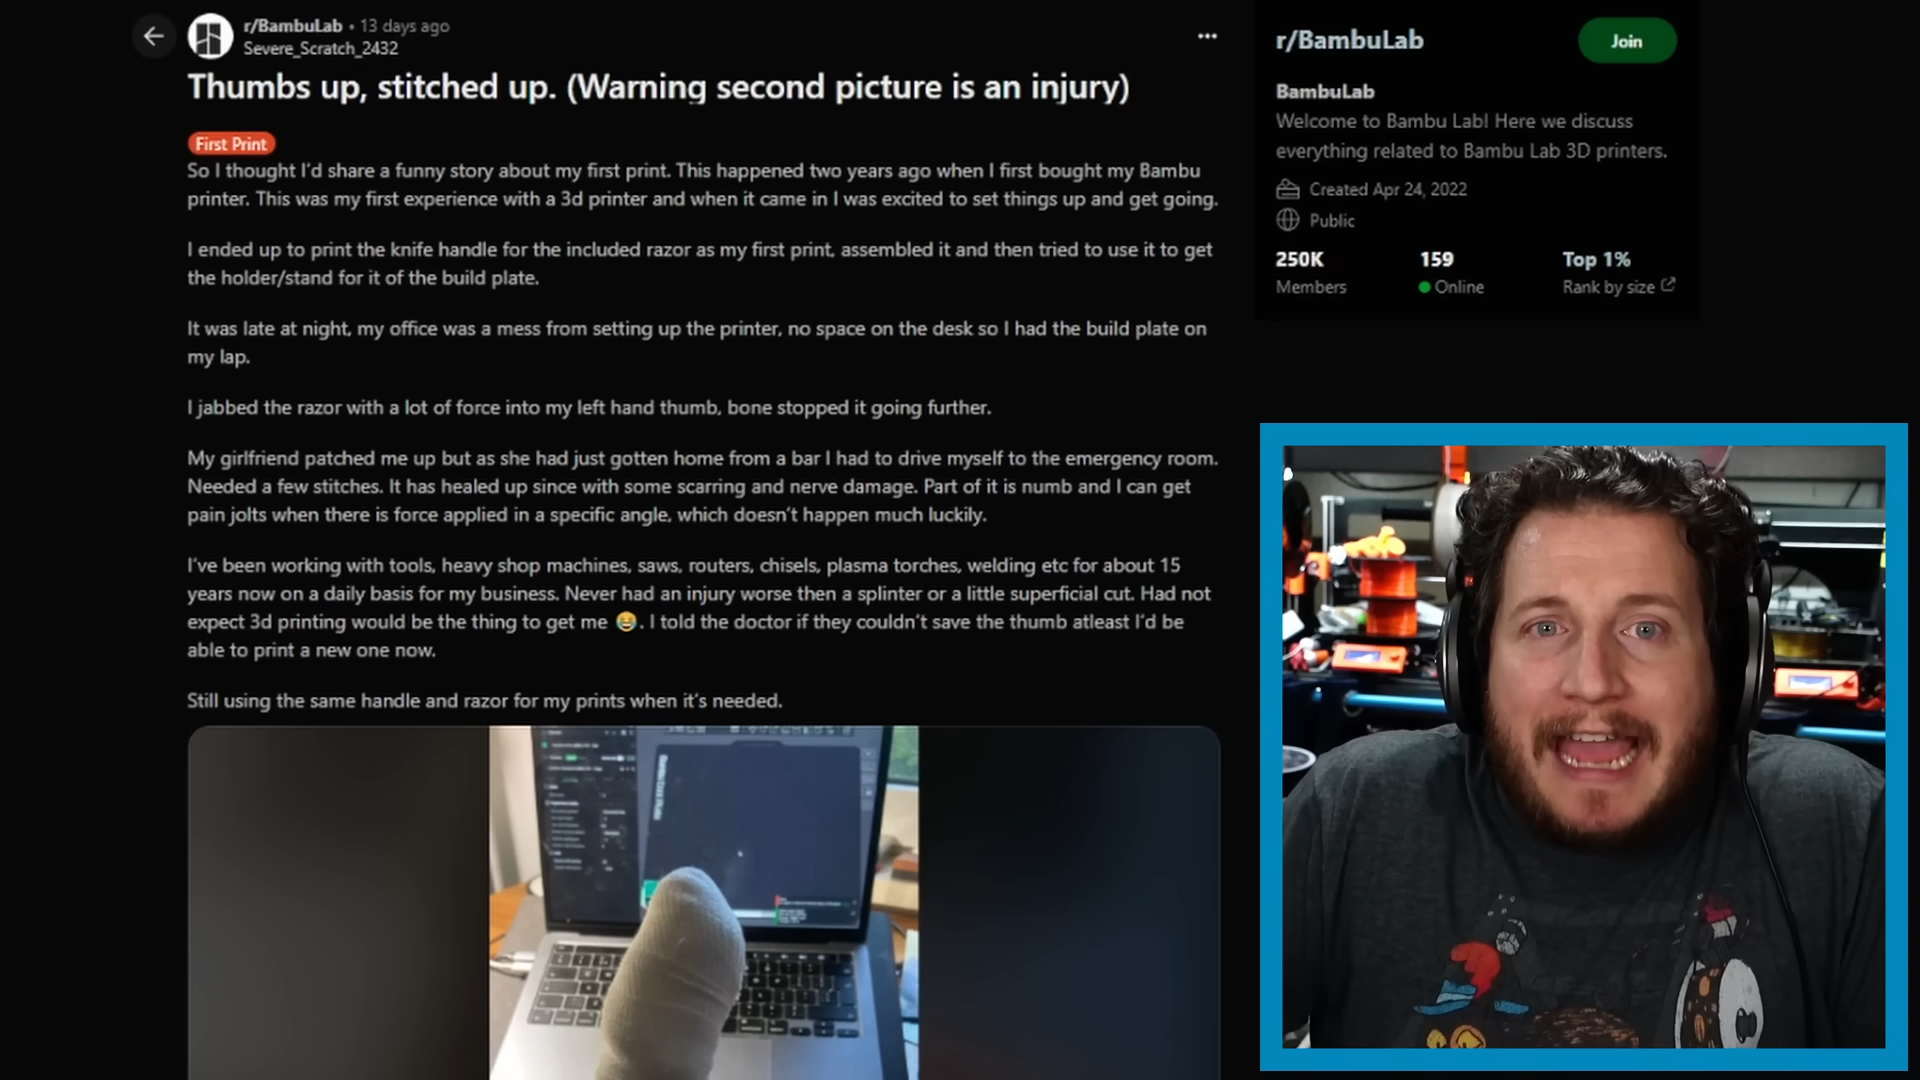 r/BambuLab • 13 days ago
Severe_Scratch_2432
Thumbs up, stitched up. (Warning second picture is an injury)
First Print
So I thought I'd share a funny story about my first print. This happened two years ago when I first bought my Bambu
printer. This was my first experience with a 3d printer and when it came in I was excited to set things up and get going.
I ended up to print the knife handle for the included razor as my first print, assembled it and then tried to use it to get
the holder/stand for it of the build plate.
It was late at night, my office was a mess from setting up the printer, no space on the desk so I had the build plate on
my lap.
I jabbed the razor with a lot of force into my left hand thumb, bone stopped it going further.
My girlfriend patched me up but as she had just gotten home from a bar I had to drive myself to the emergency room.
Needed a few stitches. It has healed up since with some scarring and nerve damage. Part of it is numb and I can get
pain jolts when there is force applied in a specific angle, which doesn't happen much luckily.
I've been working with tools, heavy shop machines, saws, routers, chisels, plasma torches, welding etc for about 15
years now on a daily basis for my business. Never had an injury worse then a splinter or a little superficial cut. Had not
expect 3d printing would be the thing to get me 😂. I told the doctor if they couldn't save the thumb atleast I'd be
able to print a new one now.
Still using the same handle and razor for my prints when it's needed.
r/BambuLab
Join
BambuLab
Welcome to Bambu Lab! Here we discuss
everything related to Bambu Lab 3D printers.
Created Apr 24, 2022
Public
250K 159 Top 1%
Members Online Rank by size